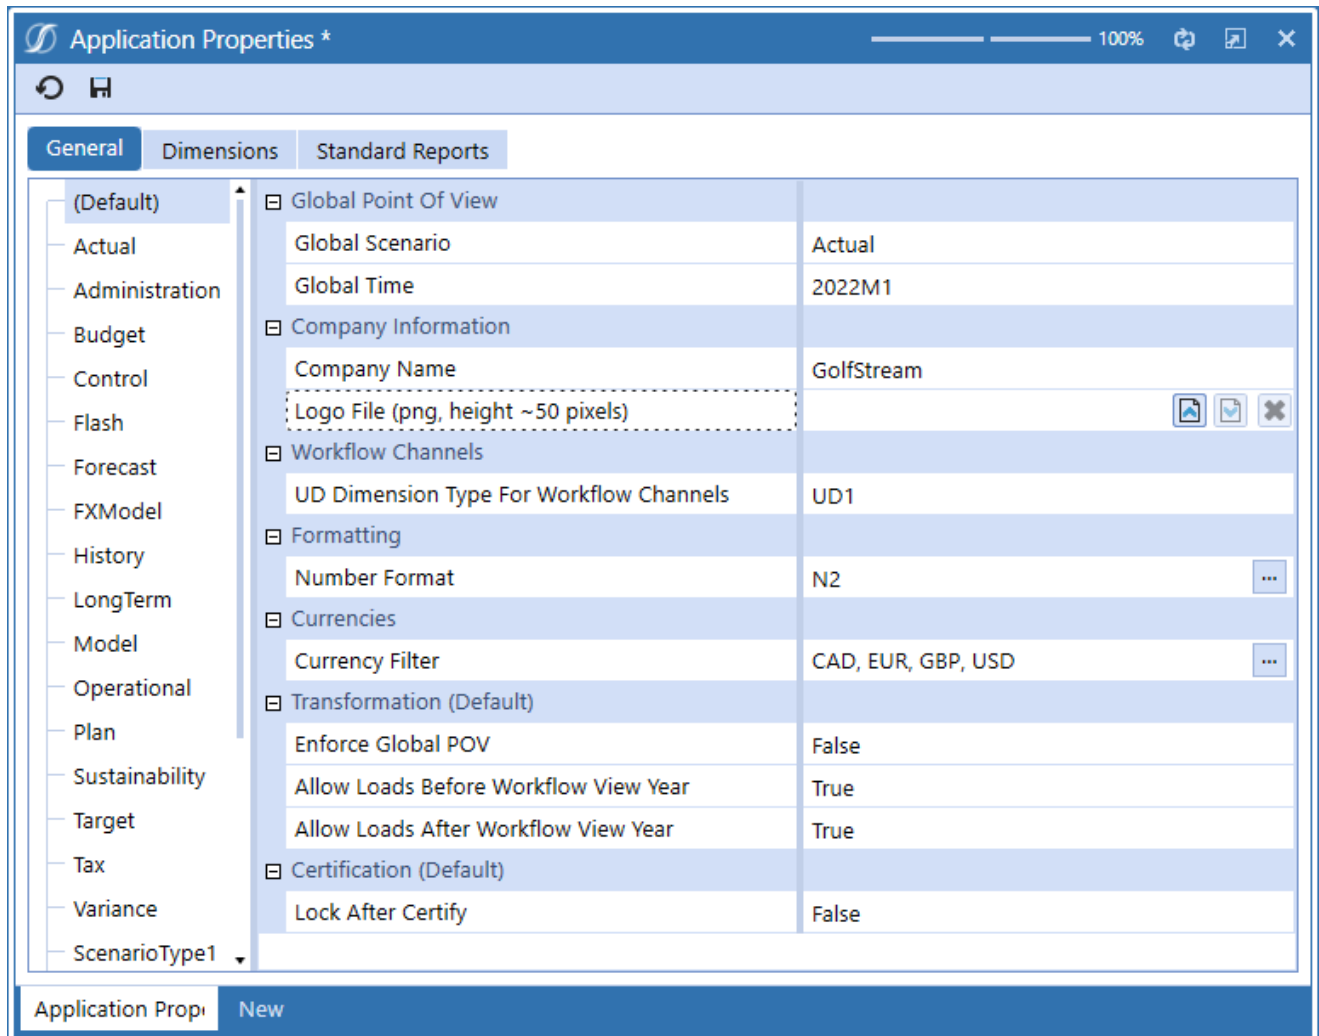 Application Properties *
100%
General
Dimensions
Standard Reports
(Default)
Actual
Administration
Budget
Control
Flash
Forecast
FXModel
History
LongTerm
Model
Operational
Plan
Sustainability
Target
Tax
Variance
ScenarioType1
Global Point Of View
Global Scenario
Actual
Global Time
2022M1
Company Information
Company Name
GolfStream
Logo File (png, height ~50 pixels)
Workflow Channels
UD Dimension Type For Workflow Channels
UD1
Formatting
Number Format
N2
...
Currencies
Currency Filter
CAD, EUR, GBP, USD
...
Transformation (Default)
Enforce Global POV
False
Allow Loads Before Workflow View Year
True
Allow Loads After Workflow View Year
True
Certification (Default)
Lock After Certify
False
Application Prop
New